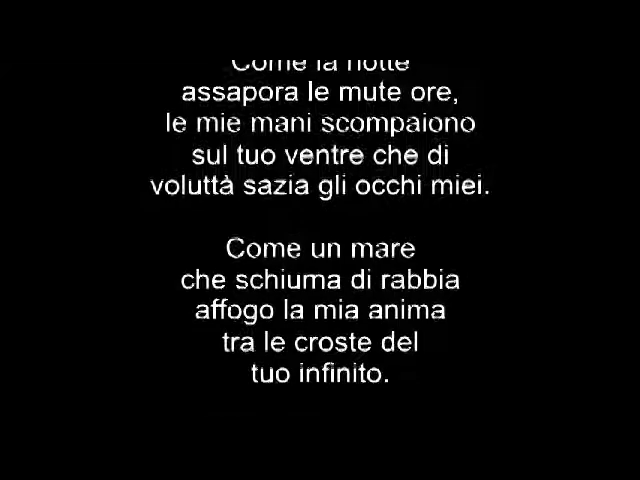 Come la notte
assapora le mute ore,
le mie mani scompaiono
sul tuo ventre che di
voluttà sazia gli occhi miei.
Come un mare
che schiuma di rabbia
affogo la mia anima
tra le croste del
tuo infinito.